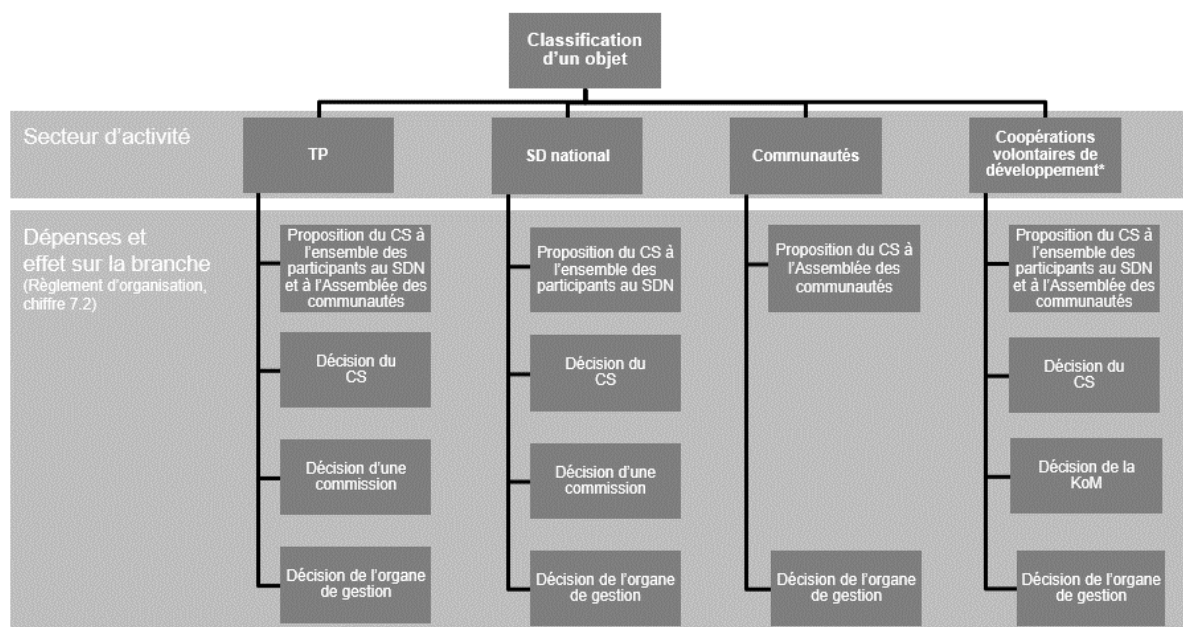 Classification
d’un objet
Secteur d’activité
TP
SD national
Communautés
Coopérations
volontaires de
développement*
Dépenses et
effet sur la branche
(Règlement d’organisation,
chiffre 7.2)
Proposition du CS à
l’ensemble des
participants au SDN
et à l’Assemblée des
communautés
Proposition du CS à
l’ensemble des
participants au SDN
Proposition du CS à
l’Assemblée des
communautés
Proposition du CS à
l’ensemble des
participants au SDN
et à l’Assemblée des
communautés
Décision du
CS
Décision du
CS
Décision du
CS
Décision d’une
commission
Décision d’une
commission
Décision de la
KoM
Décision de l’organe
de gestion
Décision de l’organe
de gestion
Décision de l’organe
de gestion
Décision de l’organe
de gestion